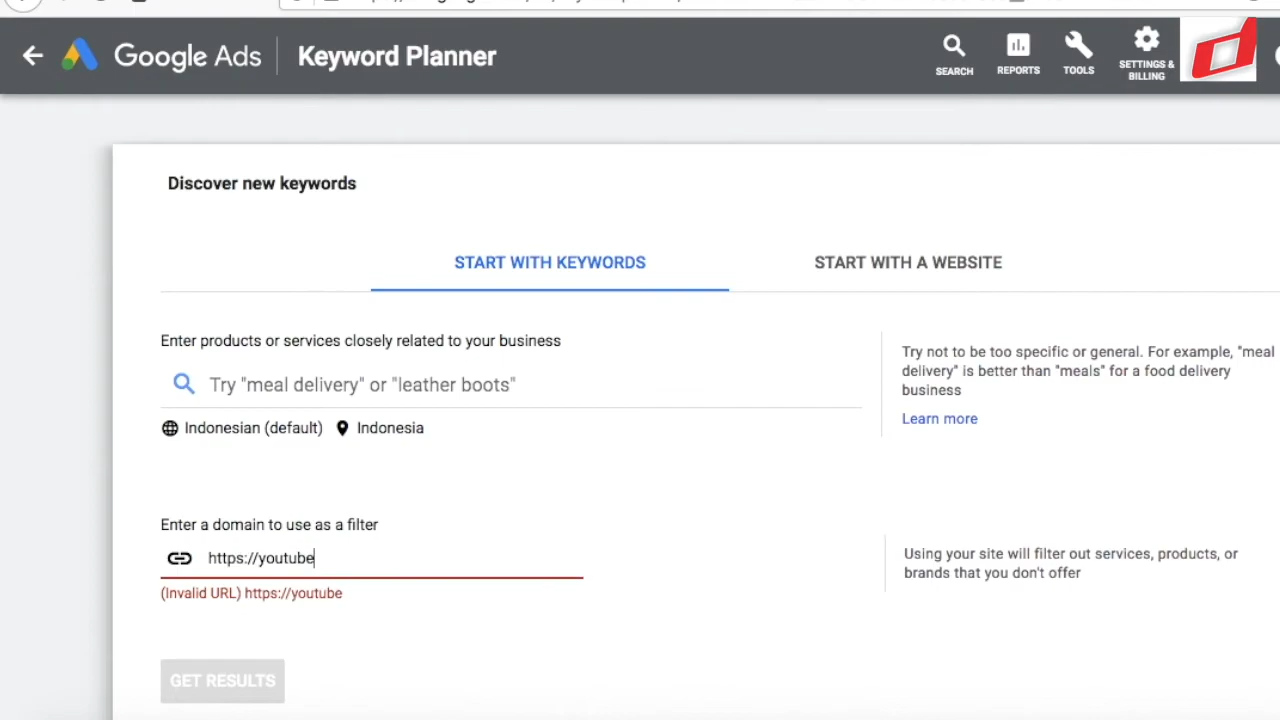 Google Ads
Keyword Planner
SEARCH
REPORTS
TOOLS
SETTINGS &
BILLING
Discover new keywords
START WITH KEYWORDS
START WITH A WEBSITE
Enter products or services closely related to your business
Try "meal delivery" or "leather boots"
Indonesian (default)
Indonesia
Try not to be too specific or general. For example, "meal
delivery" is better than "meals" for a food delivery
business
Learn more
Enter a domain to use as a filter
https://youtube
(Invalid URL) https://youtube
Using your site will filter out services, products, or
brands that you don't offer
GET RESULTS